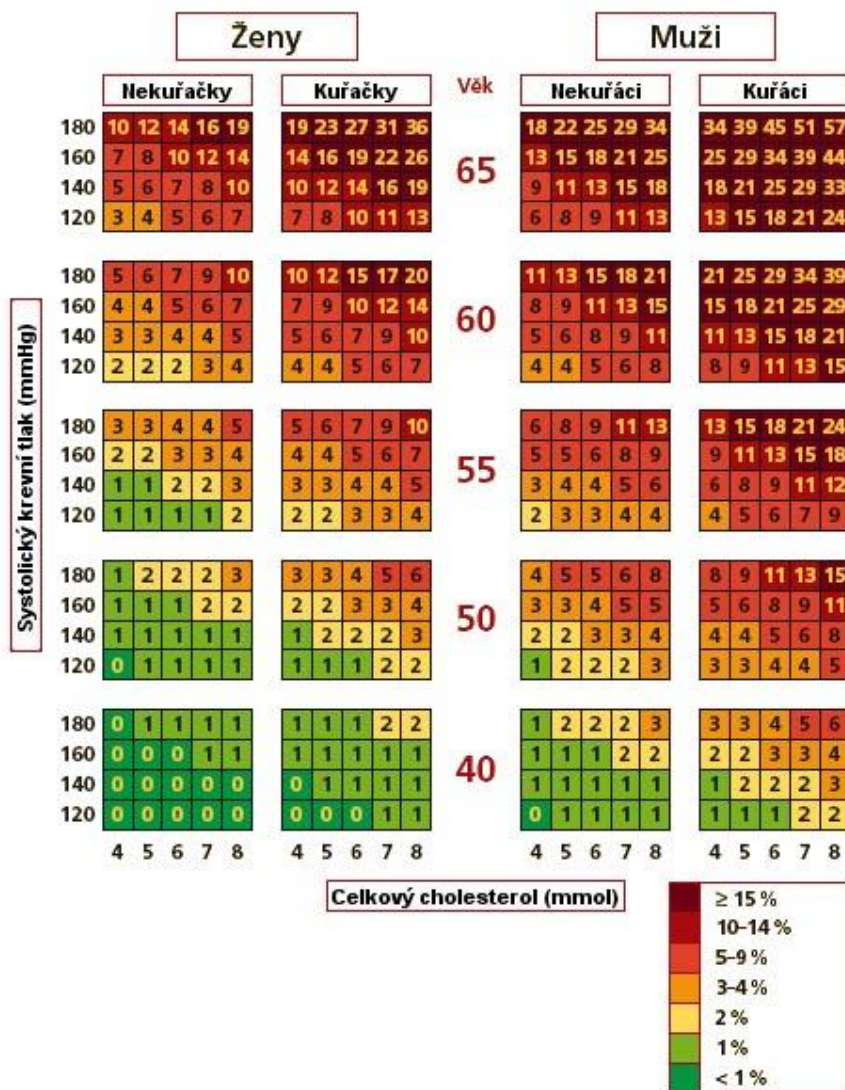 Ženy Muži
Nekuřačky Kuřačky Věk Nekuřáci Kuřáci
180 10 12 14 16 19 19 23 27 31 36 18 22 25 29 34 34 39 45 51 57
160 7 8 10 12 14 14 16 19 22 26 13 15 18 21 25 25 29 34 39 44
65
140 5 6 7 8 10 10 12 14 16 19 9 11 13 15 18 18 21 25 29 33
120 3 4 5 6 7 7 8 10 11 13 6 8 9 11 13 13 15 18 21 24
180 5 6 7 9 10 10 12 15 17 20 11 13 15 18 21 21 25 29 34 39
160 4 4 5 6 7 7 9 10 12 14 8 9 11 13 15 15 18 21 25 29
60
140 3 3 4 4 5 5 6 7 9 10 5 6 8 9 11 11 13 15 18 21
120 2 2 2 3 4 4 4 5 6 7 4 4 5 6 8 8 9 11 13 15
180 3 3 4 4 5 5 6 7 9 10 6 8 9 11 13 13 15 18 21 24
160 2 2 3 3 4 4 4 5 6 7 5 5 6 8 9 9 11 13 15 18
55
140 1 1 2 2 3 3 3 4 4 5 3 4 4 5 6 6 8 9 11 12
120 1 1 1 1 2 2 2 3 3 4 2 3 3 4 4 4 5 6 7 9
180 1 2 2 2 3 3 3 4 5 6 4 5 5 6 8 8 9 11 13 15
160 1 1 1 2 2 2 2 3 3 4 3 3 4 5 5 5 6 8 9 11
50
140 1 1 1 1 1 1 2 2 2 3 2 2 3 3 4 4 4 5 6 8
120 0 1 1 1 1 1 1 1 2 2 1 2 2 2 3 3 3 4 4 5
180 0 1 1 1 1 1 1 1 2 2 1 2 2 2 3 3 3 4 5 6
160 0 0 0 1 1 1 1 1 1 1 1 1 1 2 2 2 2 3 3 4
40
140 0 0 0 0 0 0 1 1 1 1 1 1 1 1 1 1 2 2 2 3
120 0 0 0 0 0 0 0 0 1 1 0 1 1 1 1 1 1 1 2 2
4 5 6 7 8 4 5 6 7 8 4 5 6 7 8 4 5 6 7 8
Systolický krevní tlak (mmHg)
Celkový cholesterol (mmol)
≥ 15 %
10–14 %
5–9 %
3–4 %
2 %
1 %
< 1 %